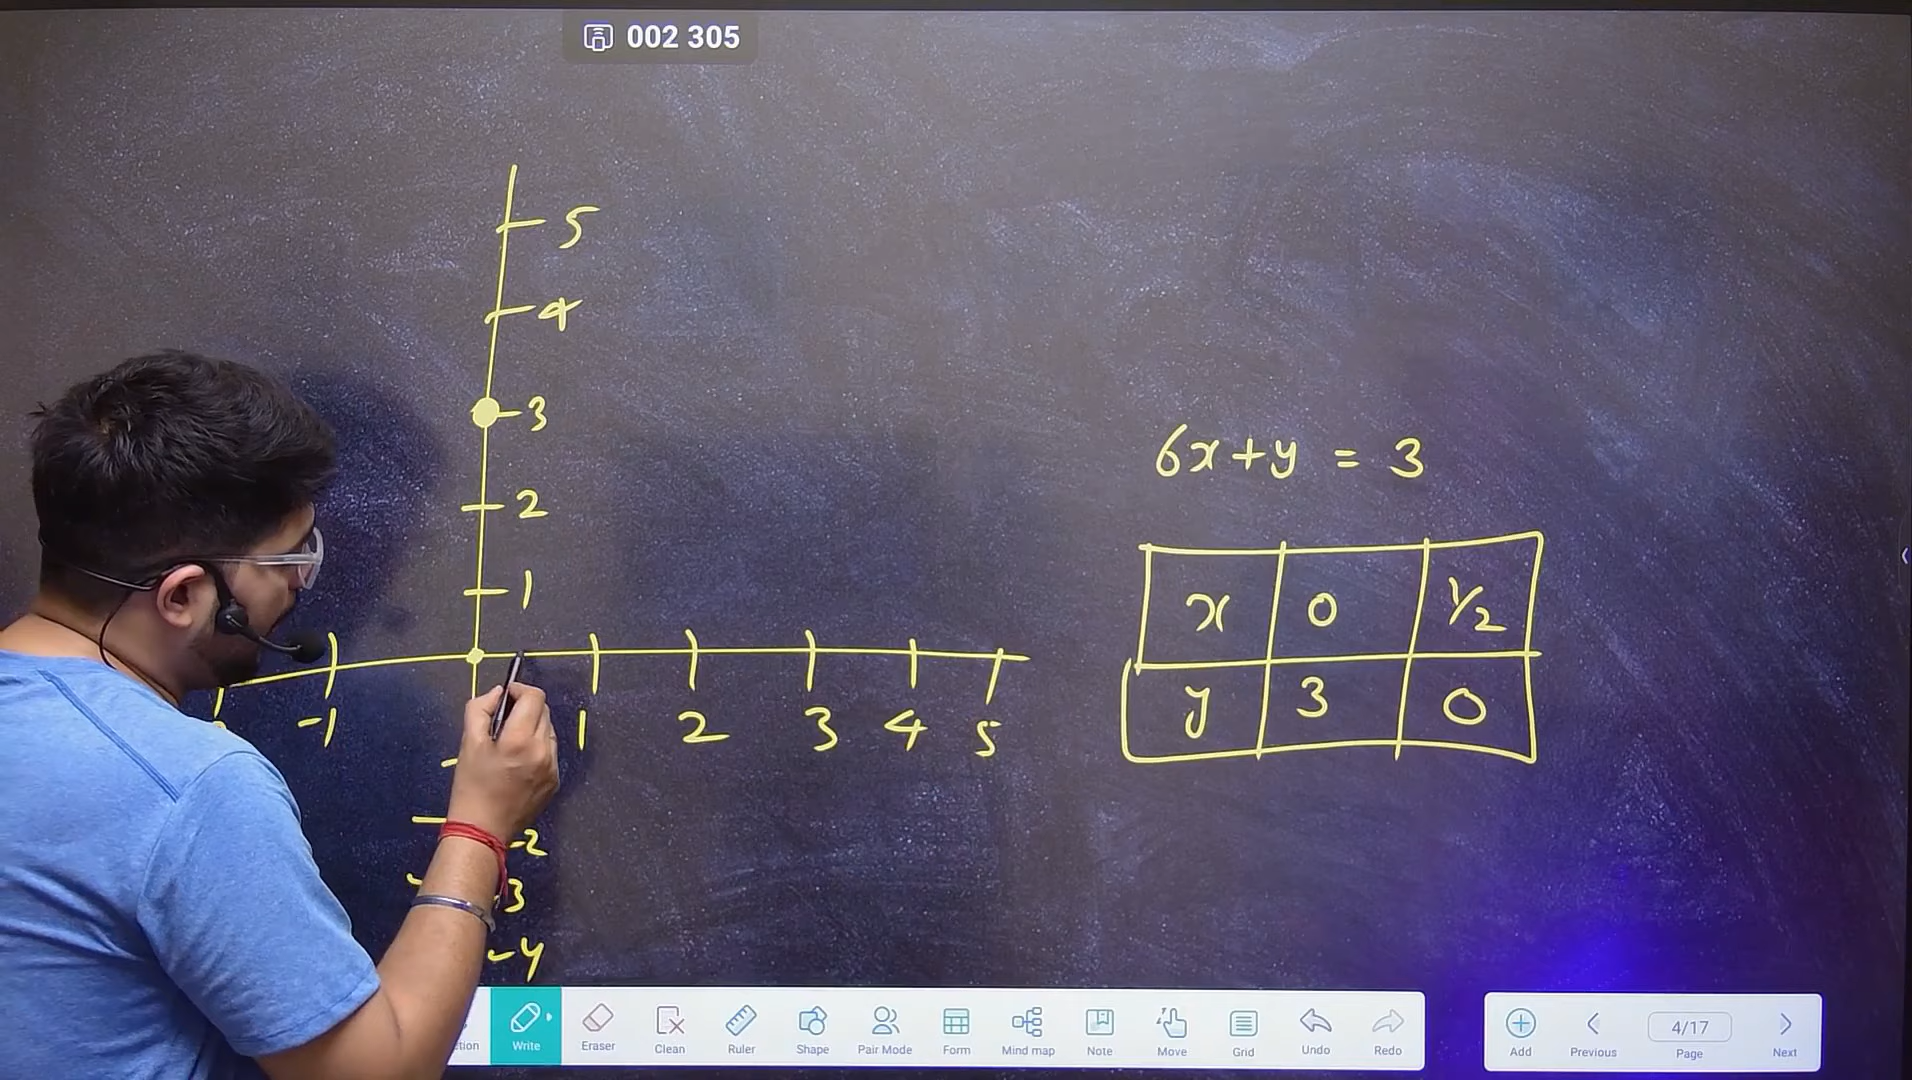 002 305
5
4
3
2
1
-1
1 2 3 4 5
-2
3
-4
6x+y = 3
x 0 1/2
y 3 0
Write
Eraser
Clean
Ruler
Shape
Pair Mode
Form
Mind map
Note
Move
Grid
Undo
Redo
Add
Previous
4/17
Page
Next